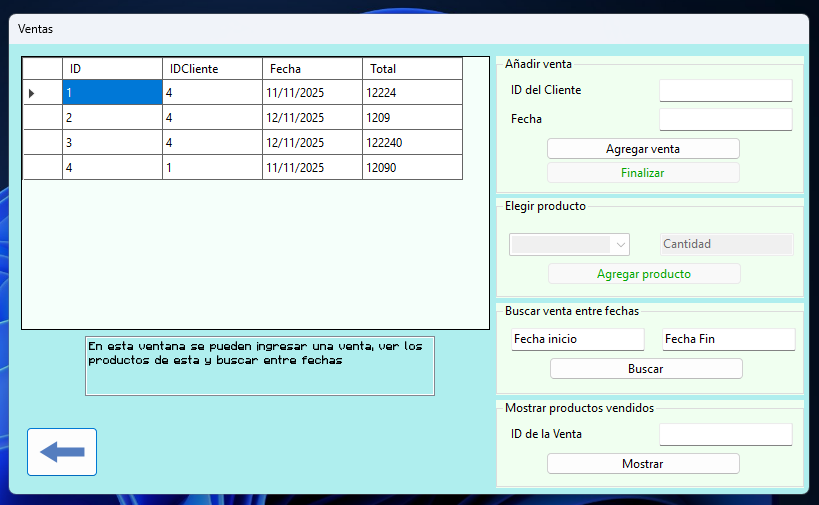 Ventas
ID IDCliente Fecha Total
1 4 11/11/2025 12224
2 4 12/11/2025 1209
3 4 12/11/2025 122240
4 1 11/11/2025 12090
En esta ventana se pueden ingresar una venta, ver los
productos de esta y buscar entre fechas
Añadir venta
ID del Cliente
Fecha
Agregar venta
Finalizar
Elegir producto
Cantidad
Agregar producto
Buscar venta entre fechas
Fecha inicio Fecha Fin
Buscar
Mostrar productos vendidos
ID de la Venta
Mostrar